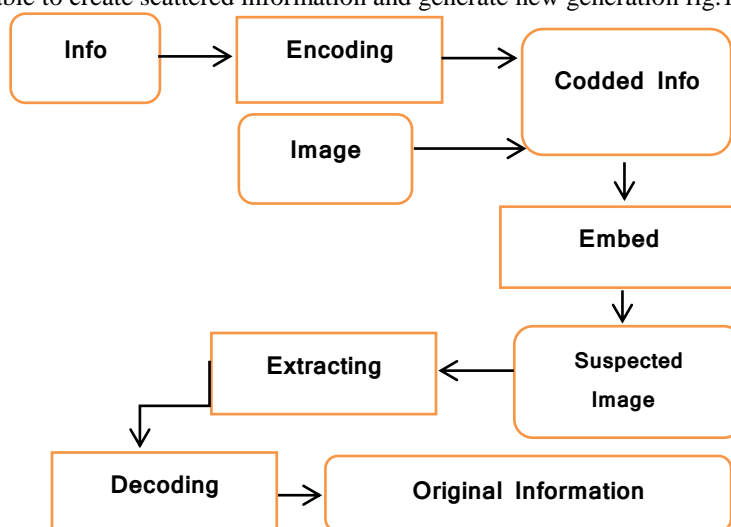 able to create scattered information and generate new generation fig.1
Info
Encoding
Codded Info
Image
Embed
Suspected
Image
Extracting
Decoding
Original Information